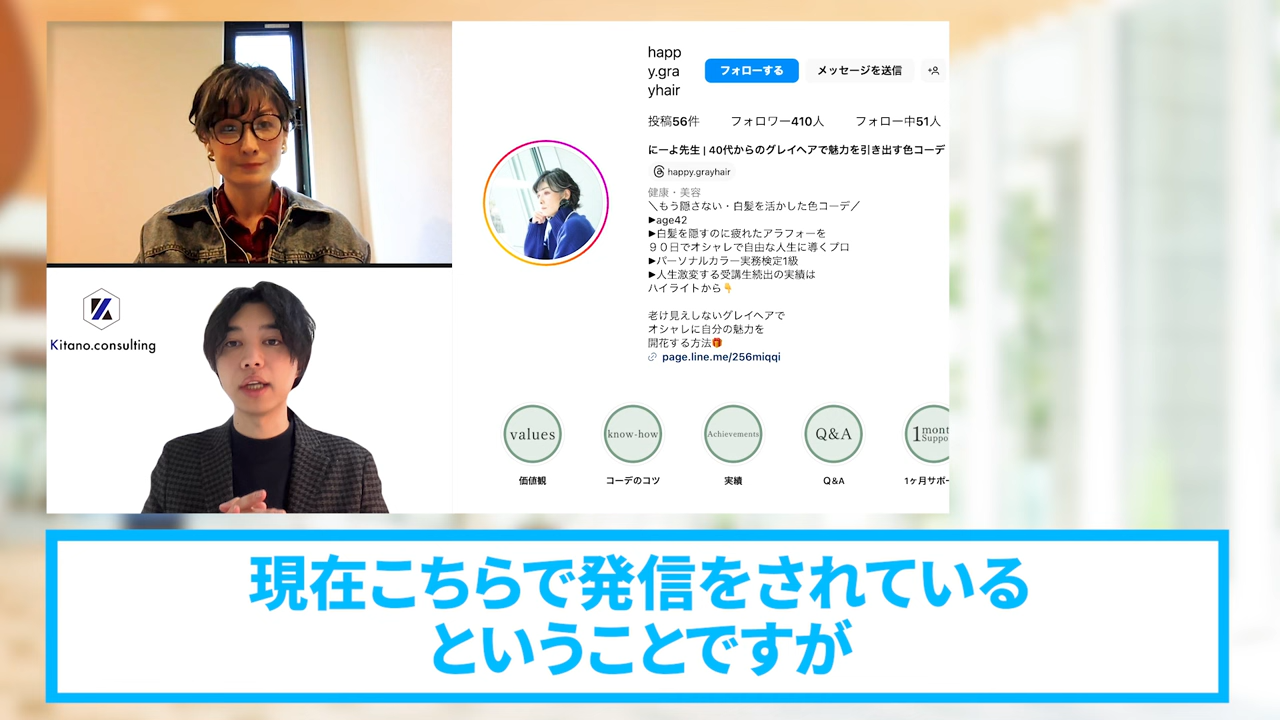 Kitano.consulting
happ
y.gra
yhair
フォローする
メッセージを送信
投稿56件
フォロワー410人
フォロー中51人
にーよ先生 | 40代からのグレイヘアで魅力を引き出す色コーデ
happy.grayhair
健康・美容
＼もう隠さない・白髪を活かした色コーデ／
▶age42
▶白髪を隠すのに疲れたアラフォーを
９０日でオシャレで自由な人生に導くプロ
▶パーソナルカラー実務検定1級
▶人生激変する受講生続出の実績は
ハイライトから👇
老け見えしないグレイヘアで
オシャレに自分の魅力を
開花する方法🎁
page.line.me/256miqqi
values
know-how
Achievements
Q&A
1 mont
Suppo
価値観
コーデのコツ
実績
Q&A
1ヶ月サポー
現在こちらで発信をされている
ということですが